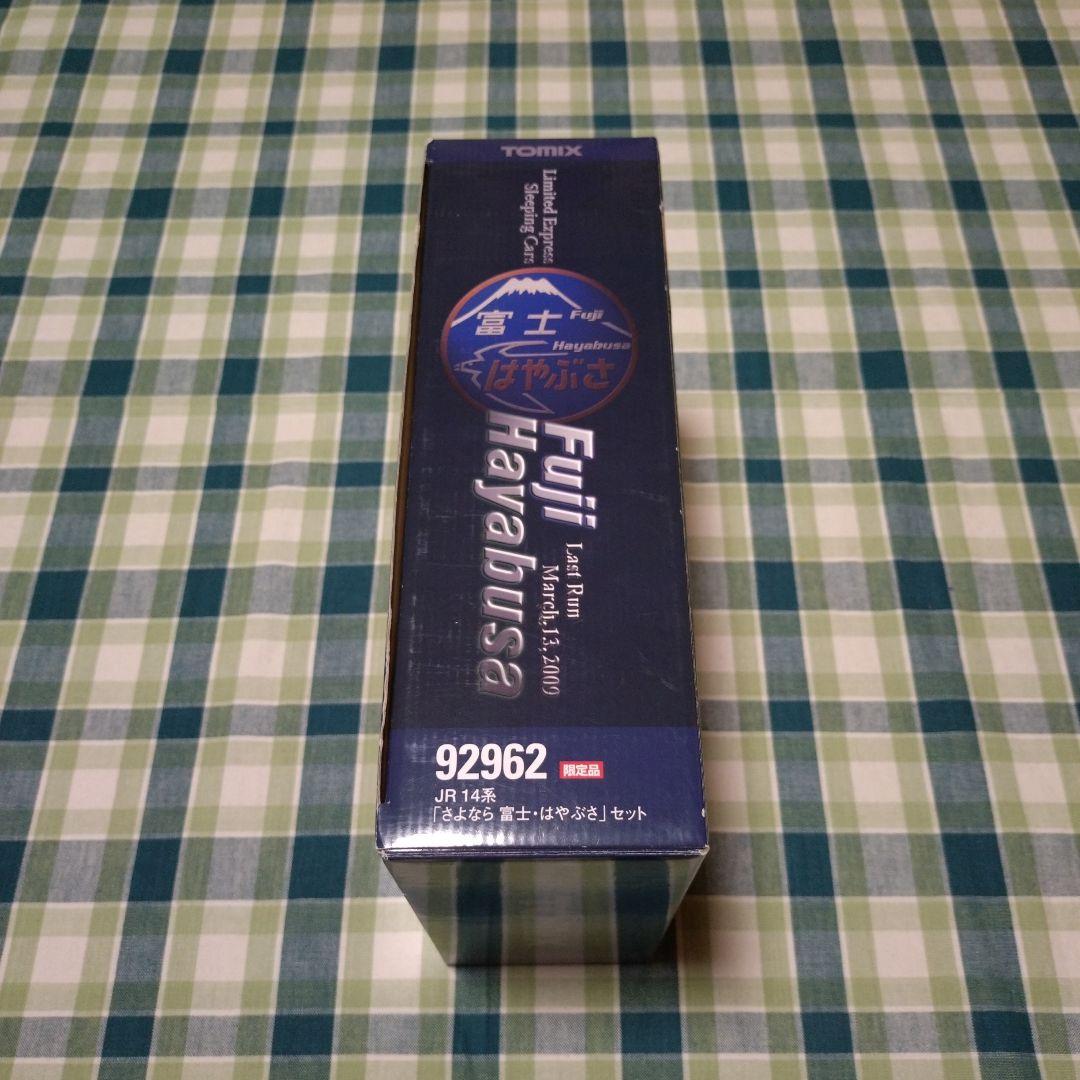 TOMIX
Limited Express
Sleeping Cars
富士 Fuji
Hayabusa
はやぶさ
Fuji
Hayabusa
Last Run
March,13,2009
92962 限定品
JR 14系
「さよなら 富士・はやぶさ」セット